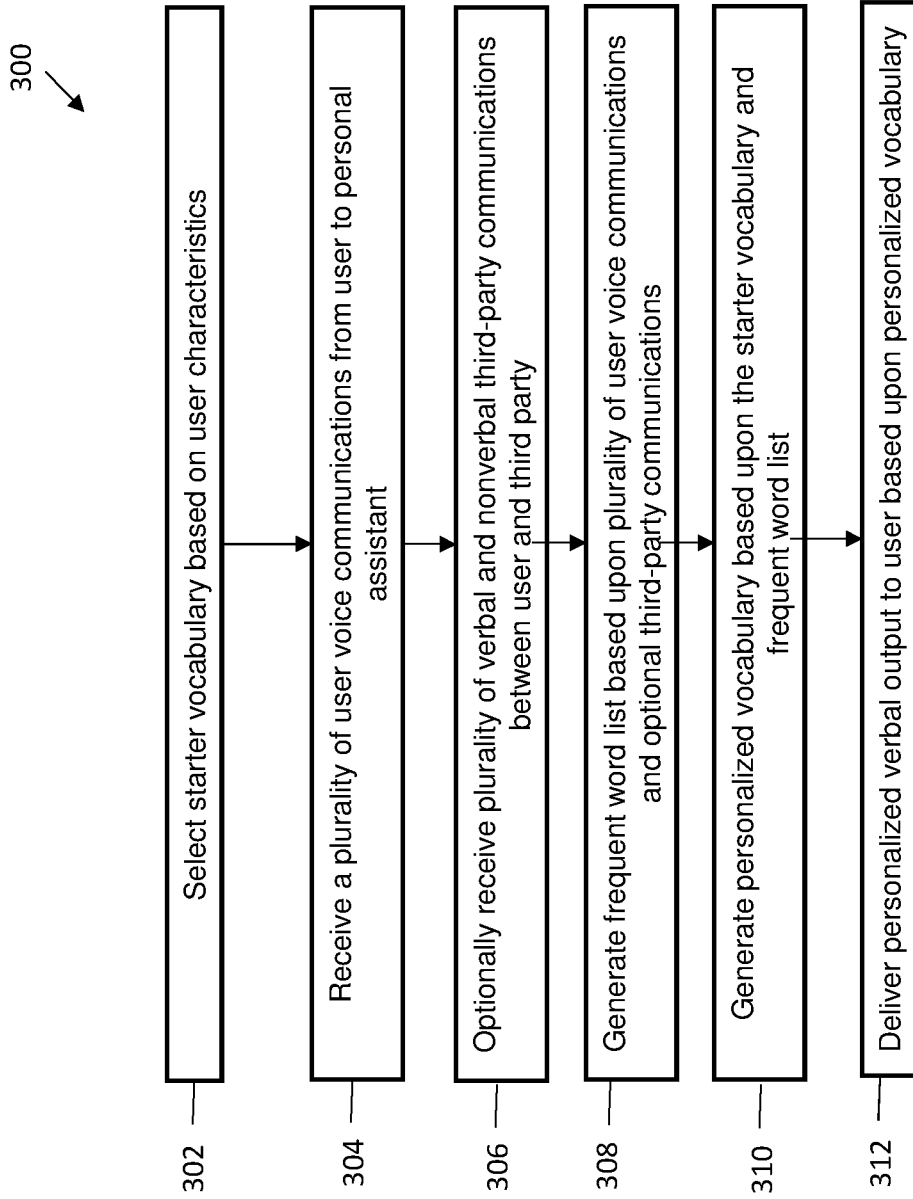 300
302
Select starter vocabulary based on user characteristics
304
Receive a plurality of user voice communications from user to personal
assistant
306
Optionally receive plurality of verbal and nonverbal third-party communications
between user and third party
308
Generate frequent word list based upon plurality of user voice communications
and optional third-party communications
310
Generate personalized vocabulary based upon the starter vocabulary and
frequent word list
312
Deliver personalized verbal output to user based upon personalized vocabulary